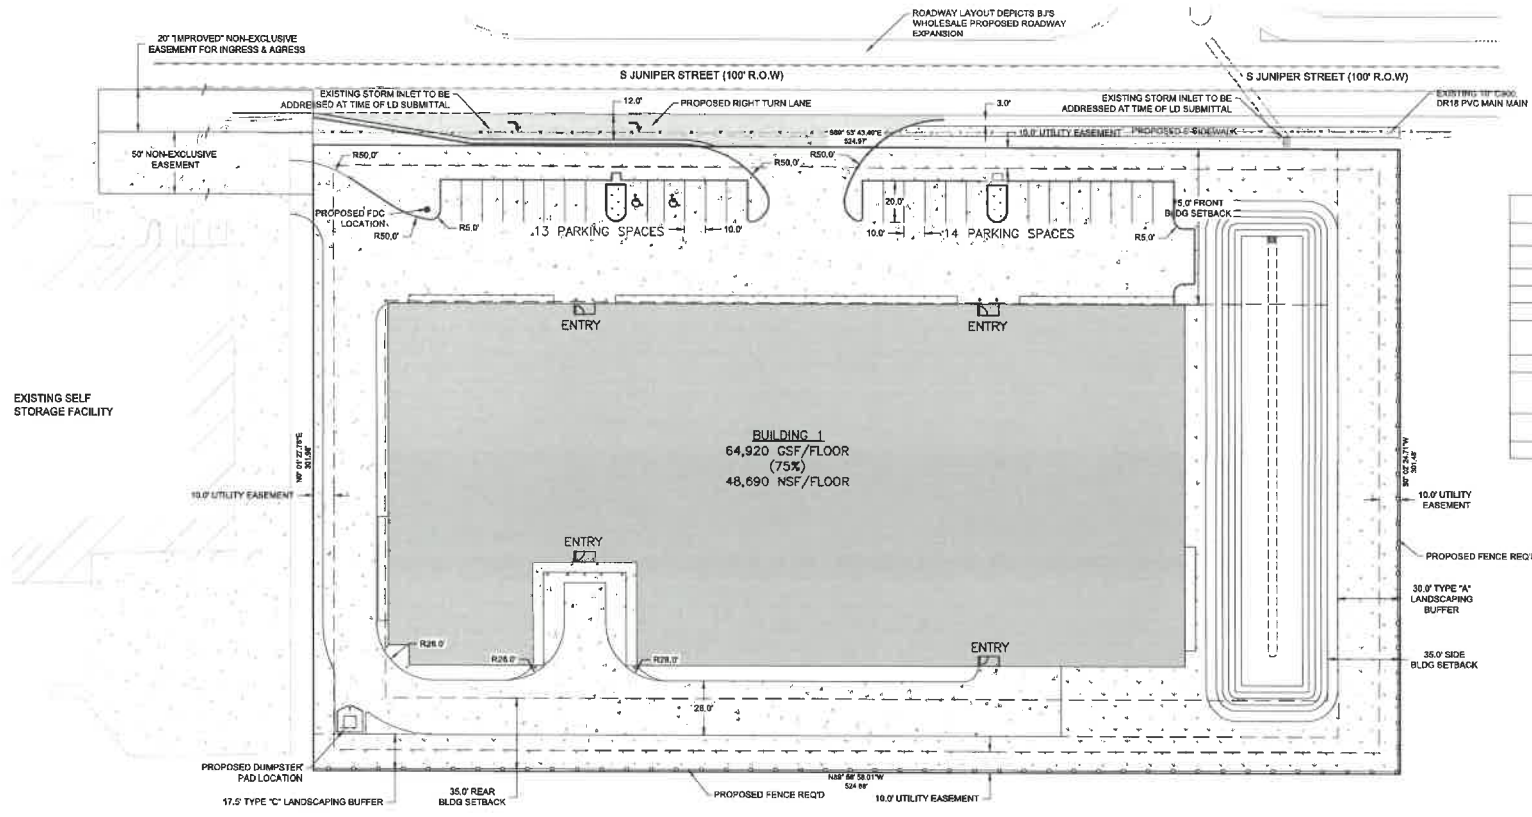 ROADWAY LAYOUT DEPICTS BJ'S
WHOLESALE PROPOSED ROADWAY
EXPANSION
20' "IMPROVED" NON-EXCLUSIVE
EASEMENT FOR INGRESS & AGRESS
S JUNIPER STREET (100' R.O.W)
S JUNIPER STREET (100' R.O.W)
EXISTING STORM INLET TO BE
ADDRESSED AT TIME OF LD SUBMITTAL
12.0'
PROPOSED RIGHT TURN LANE
3.0'
EXISTING STORM INLET TO BE
ADDRESSED AT TIME OF LD SUBMITTAL
EXISTING
DR18 PVC MAIN MAIN
524.97'
10.0' UTILITY EASEMENT
SIDEWALK
50' NON-EXCLUSIVE
EASEMENT
R50.0'
R50.0'
R50.0'
PROPOSED FDC
LOCATION
R50.0'
R5.0'
13 PARKING SPACES
10.0'
20.0'
10.0'
14 PARKING SPACES
R5.0'
FRONT
BLDG SETBACK
ENTRY
ENTRY
EXISTING SELF
STORAGE FACILITY
BUILDING 1
64,920 GSF/FLOOR
(75%)
48,690 NSF/FLOOR
10.0' UTILITY EASEMENT
10.0' UTILITY
EASEMENT
ENTRY
PROPOSED FENCE REQ'D
30.0' TYPE "A"
LANDSCAPING
BUFFER
R28.0'
R28.0'
ENTRY
35.0' SIDE
BLDG SETBACK
PROPOSED DUMPSTER
PAD LOCATION
17.5' TYPE "C" LANDSCAPING BUFFER
35.0' REAR
BLDG SETBACK
PROPOSED FENCE REQ'D
10.0' UTILITY EASEMENT